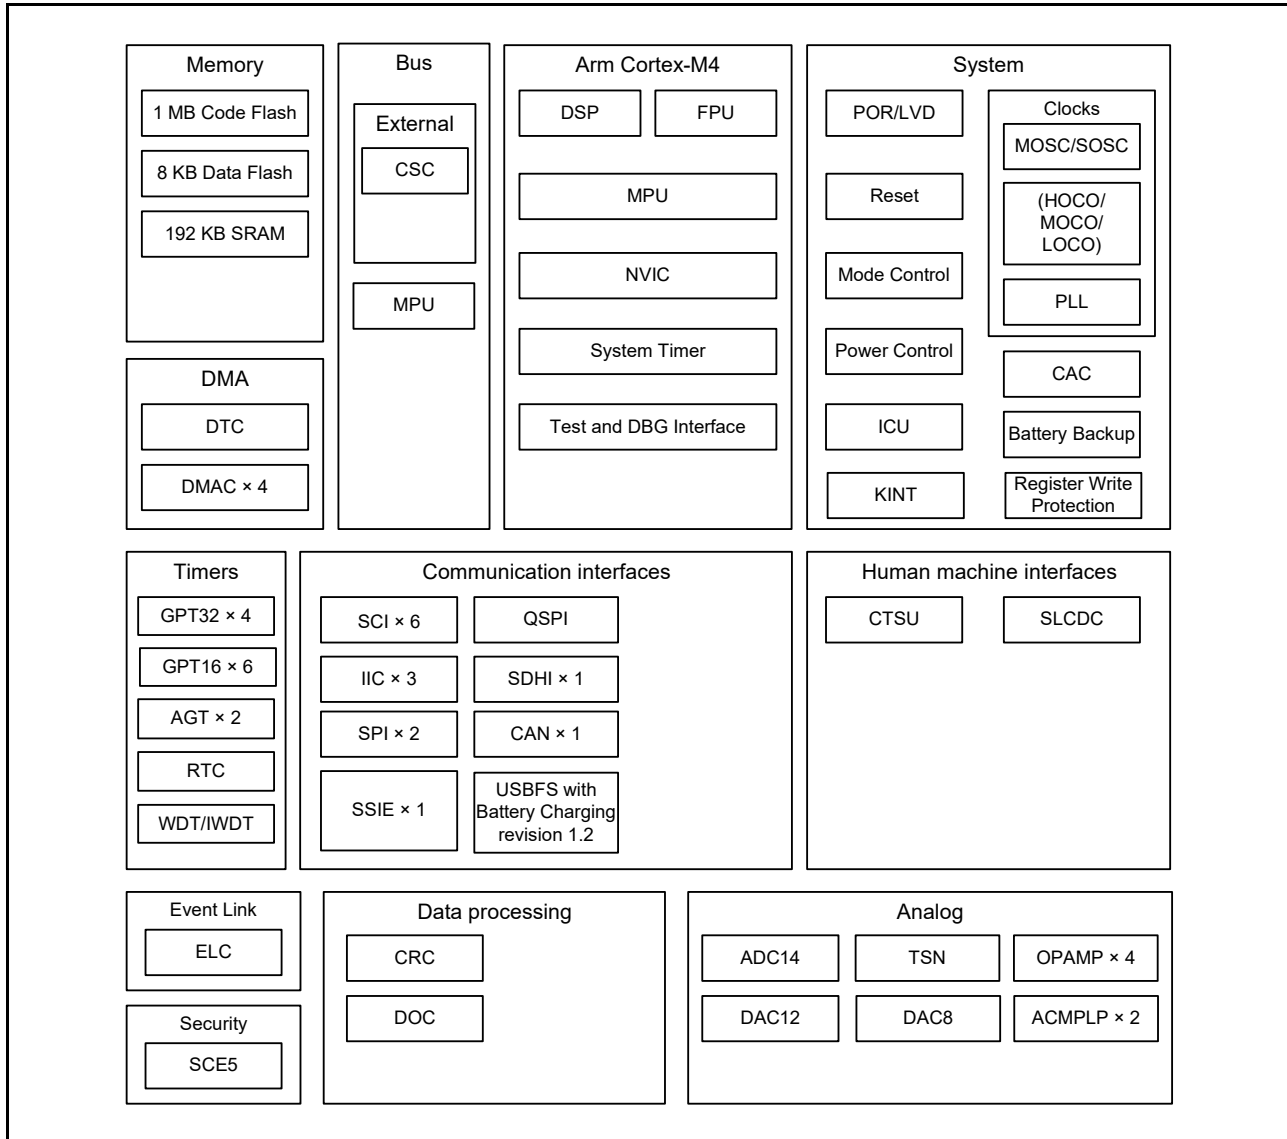 Memory
1 MB Code Flash
8 KB Data Flash
192 KB SRAM
DMA
DTC
DMAC × 4
Bus
External
CSC
MPU
Arm Cortex-M4
DSP
FPU
MPU
NVIC
System Timer
Test and DBG Interface
System
POR/LVD
Reset
Mode Control
Power Control
ICU
KINT
Clocks
MOSC/SOSC
(HOCO/
MOCO/
LOCO)
PLL
CAC
Battery Backup
Register Write
Protection
Timers
GPT32 × 4
GPT16 × 6
AGT × 2
RTC
WDT/IWDT
Communication interfaces
SCI × 6
QSPI
IIC × 3
SDHI × 1
SPI × 2
CAN × 1
SSIE × 1
USBFS with
Battery Charging
revision 1.2
Human machine interfaces
CTSU
SLCDC
Event Link
ELC
Security
SCE5
Data processing
CRC
DOC
Analog
ADC14
TSN
OPAMP × 4
DAC12
DAC8
ACMPLP × 2